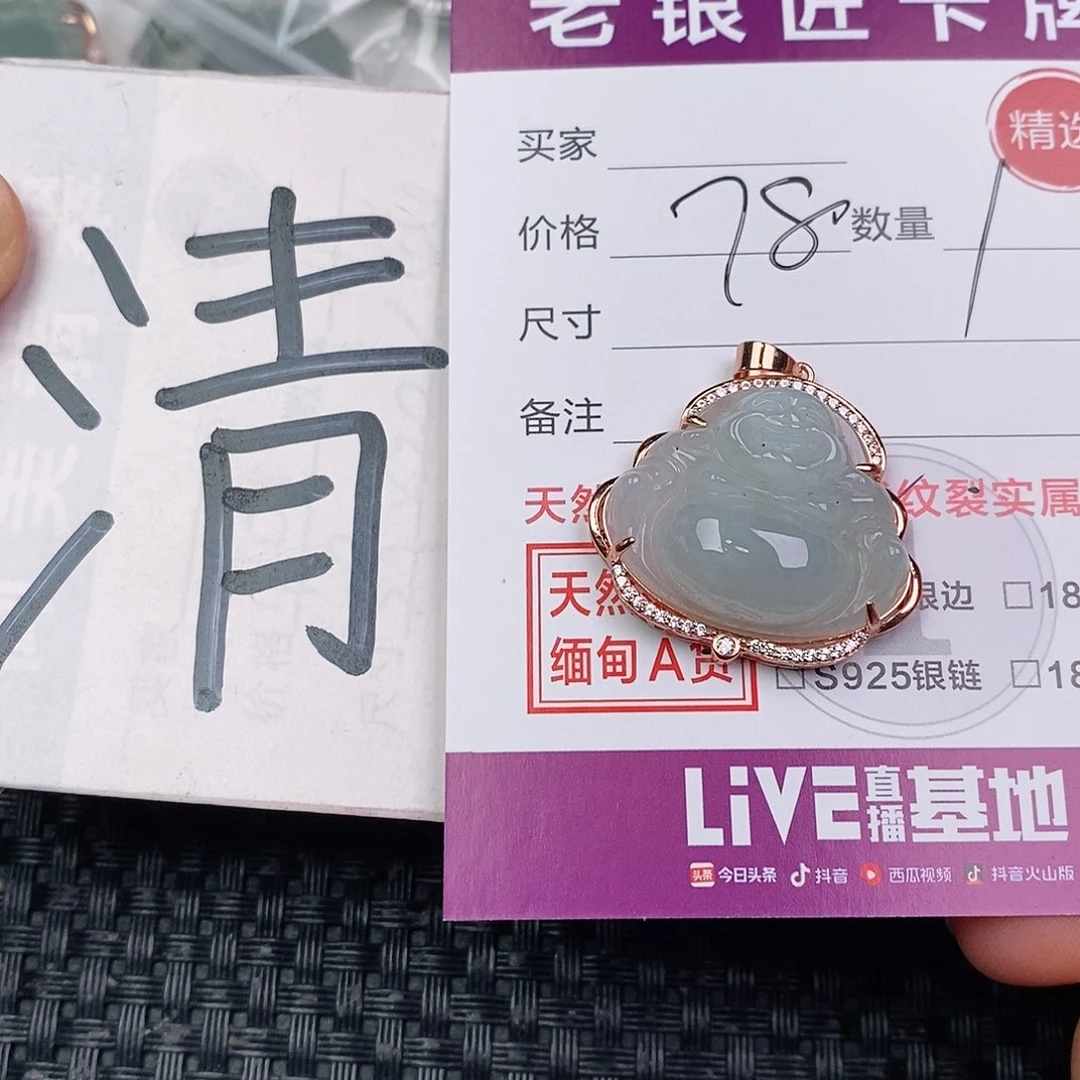 清
老银匠卡牌
精选
买家
价格 78 数量 1
尺寸
备注
天然 纹裂实属
天然
缅甸A货
银边 □18
□S925银链 □18
LiVE直播基地
头条 今日头条 抖音 西瓜视频 抖音火山版